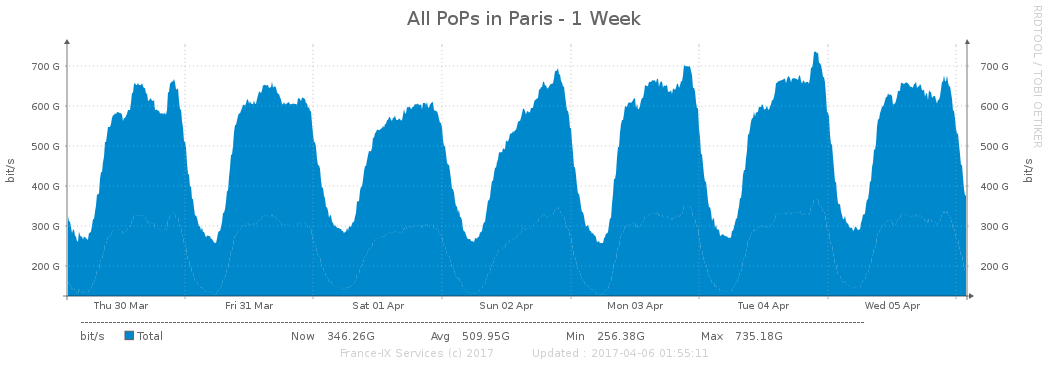 All PoPs in Paris - 1 Week
RRDTOOL / TOBI OETIKER
700 G 700 G
600 G 600 G
500 G 500 G
400 G 400 G
300 G 300 G
200 G 200 G
bit/s bit/s
Thu 30 Mar Fri 31 Mar Sat 01 Apr Sun 02 Apr Mon 03 Apr Tue 04 Apr Wed 05 Apr
bit/s Total Now 346.26G Avg 509.95G Min 256.38G Max 735.18G
France-IX Services (c) 2017 Updated : 2017-04-06 01:55:11